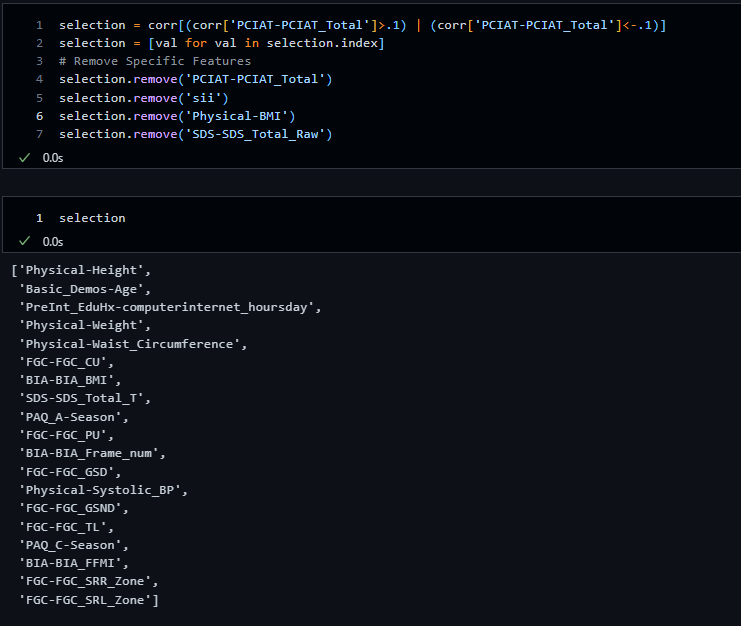 1 selection = corr[(corr['PCIAT-PCIAT_Total']>.1) | (corr['PCIAT-PCIAT_Total']<-.1)]
2 selection = [val for val in selection.index]
3 # Remove Specific Features
4 selection.remove('PCIAT-PCIAT_Total')
5 selection.remove('sii')
6 selection.remove('Physical-BMI')
7 selection.remove('SDS-SDS_Total_Raw')
0.0s
1 selection
0.0s
['Physical-Height',
'Basic_Demos-Age',
'PreInt_EduHx-computerinternet_hoursday',
'Physical-Weight',
'Physical-Waist_Circumference',
'FGC-FGC_CU',
'BIA-BIA_BMI',
'SDS-SDS_Total_T',
'PAQ_A-Season',
'FGC-FGC_PU',
'BIA-BIA_Frame_num',
'FGC-FGC_GSD',
'Physical-Systolic_BP',
'FGC-FGC_GSND',
'FGC-FGC_TL',
'PAQ_C-Season',
'BIA-BIA_FFMI',
'FGC-FGC_SRR_Zone',
'FGC-FGC_SRL_Zone']